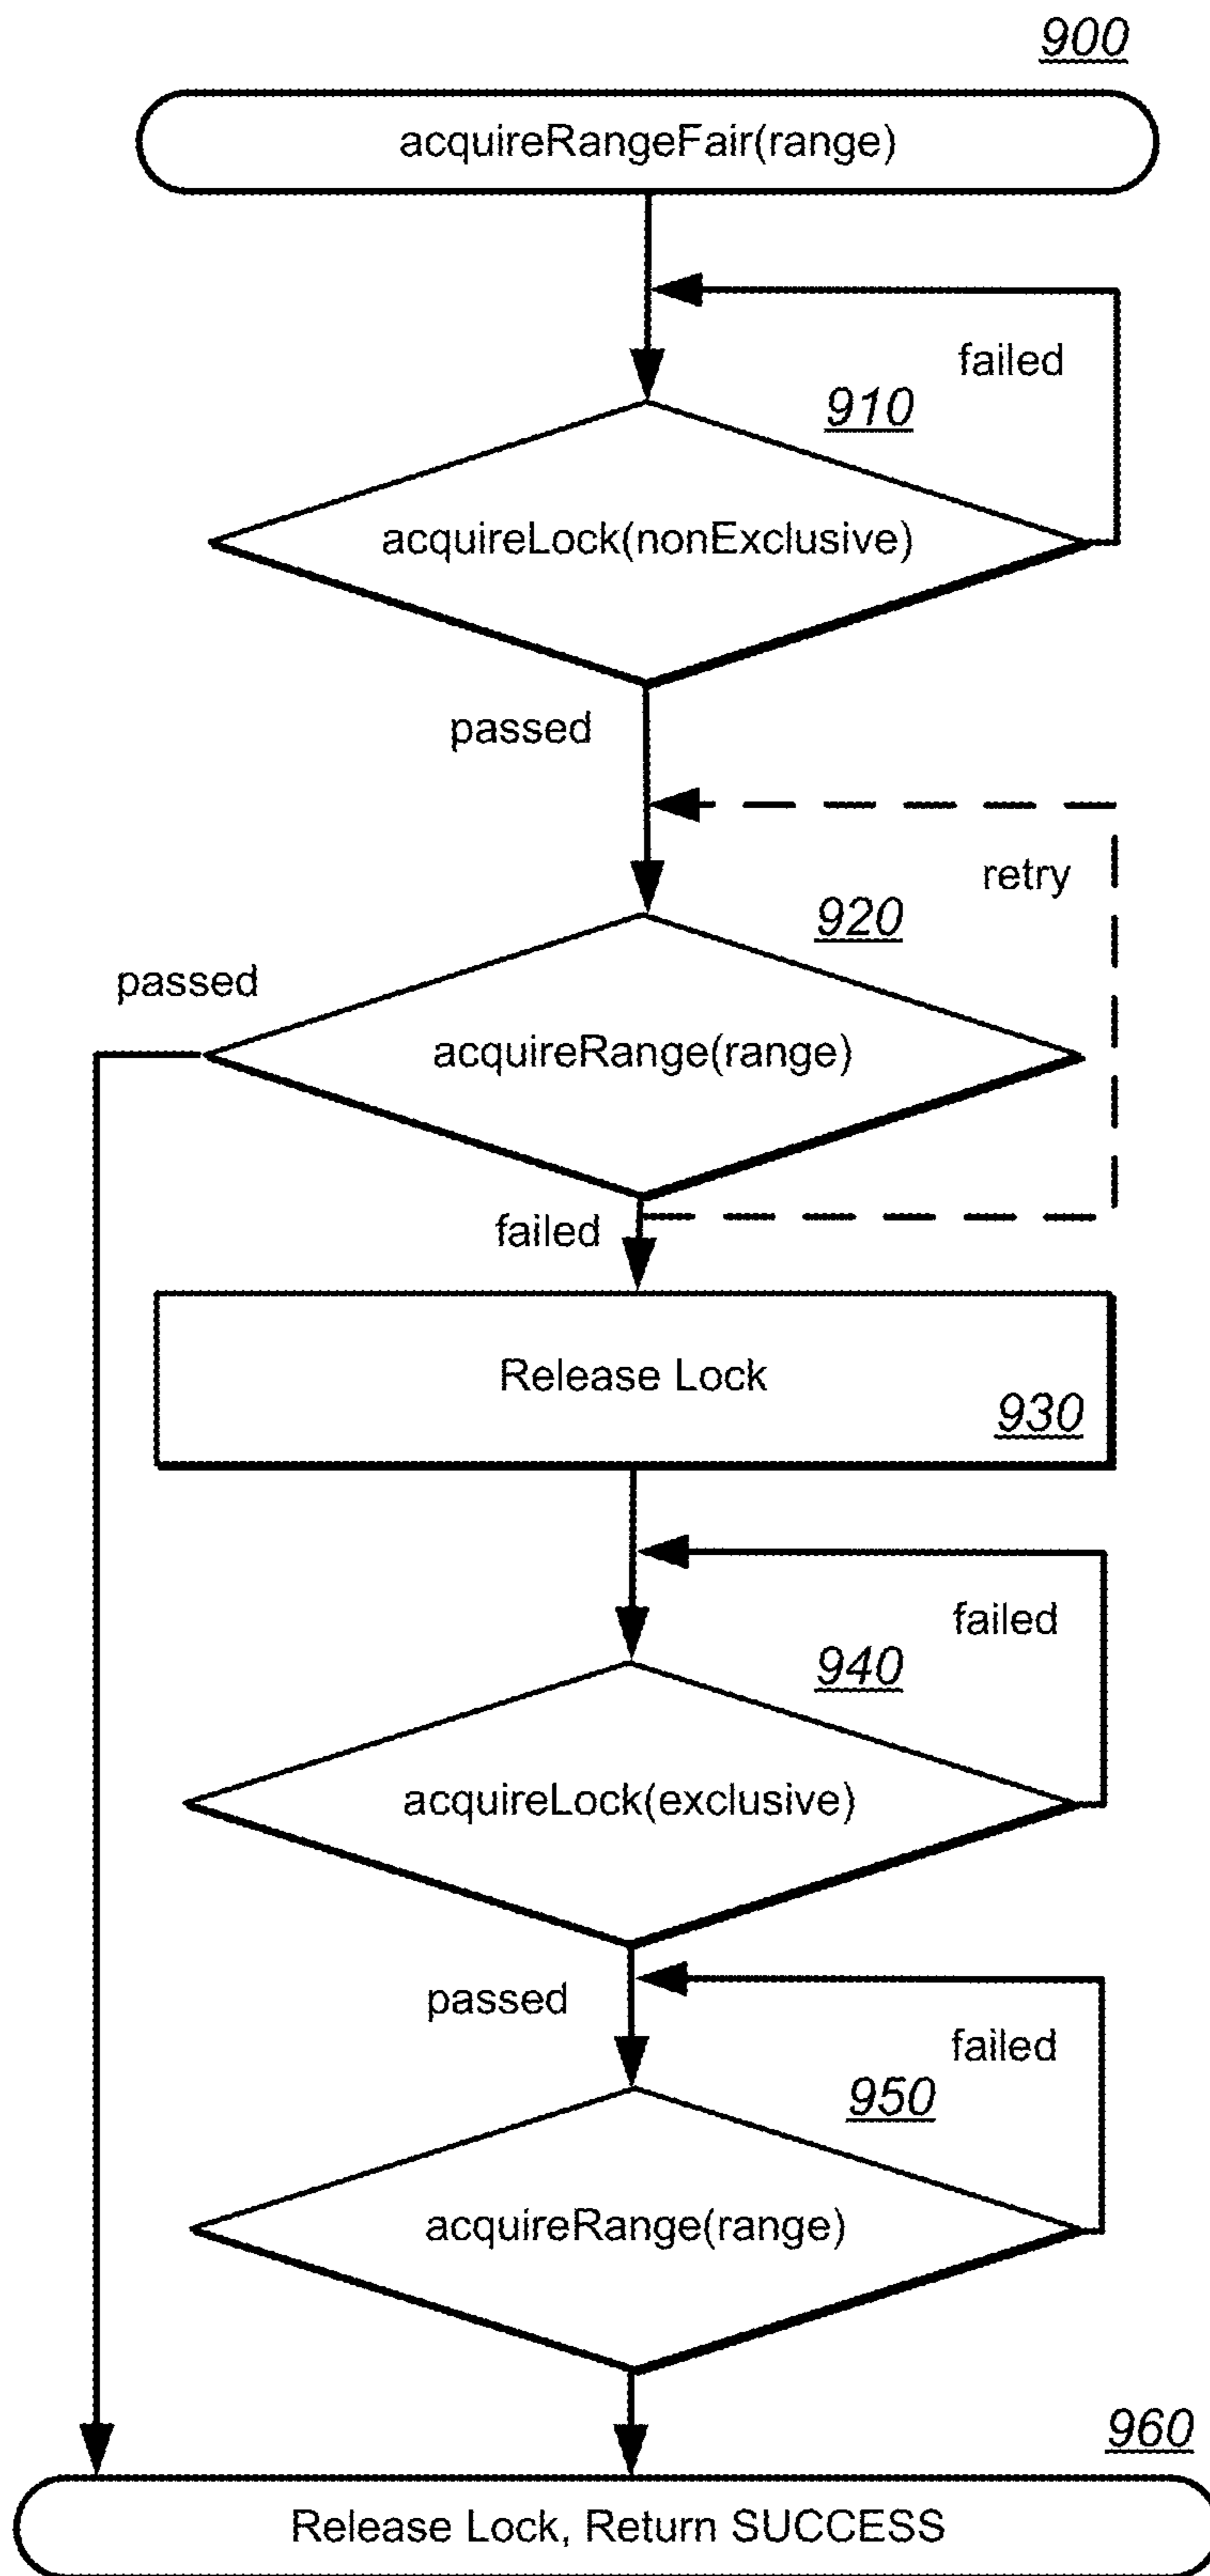 900
acquireRangeFair(range)
failed
910
acquireLock(nonExclusive)
passed
retry
920
passed
acquireRange(range)
failed
Release Lock
930
failed
940
acquireLock(exclusive)
passed
failed
950
acquireRange(range)
960
Release Lock, Return SUCCESS